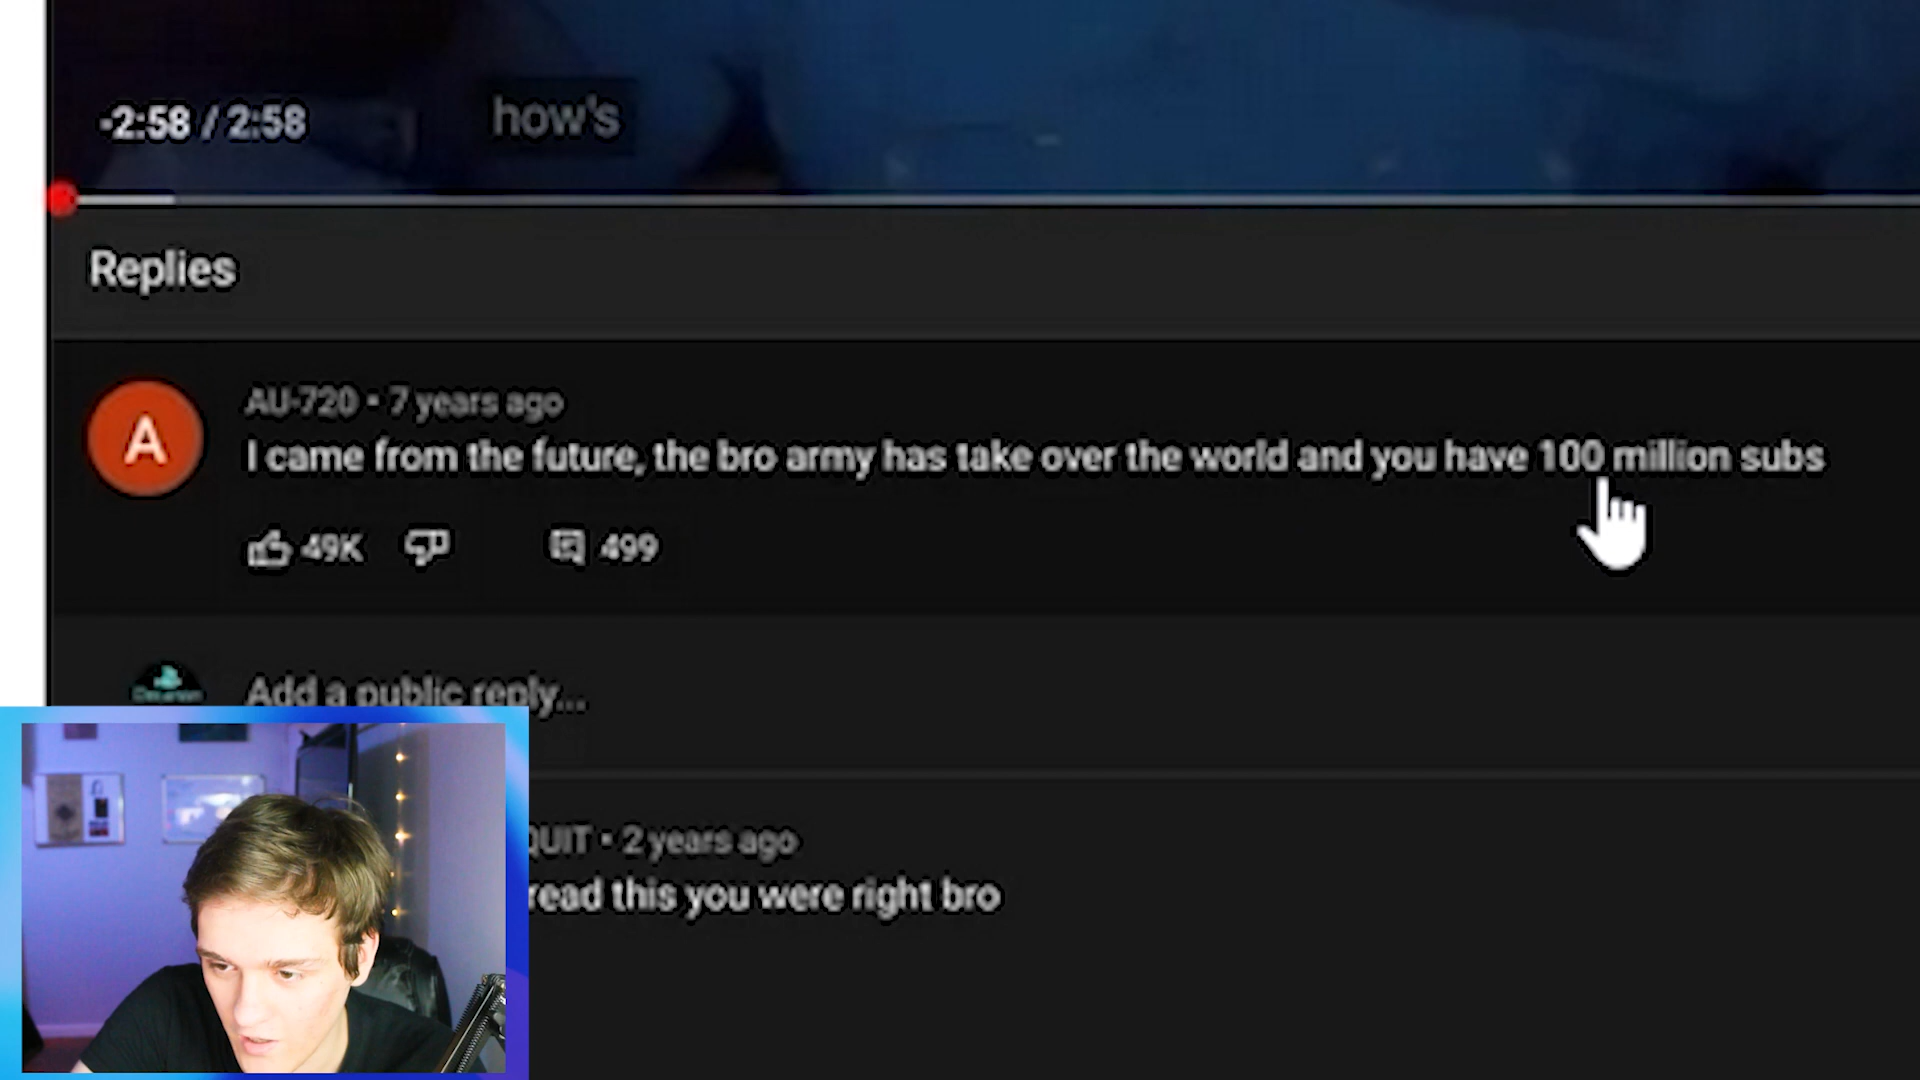 -2:58 / 2:58
how's
Replies
A
AU-720 • 7 years ago
I came from the future, the bro army has take over the world and you have 100 million subs
49K
499
Add a public reply...
QUIT • 2 years ago
read this you were right bro